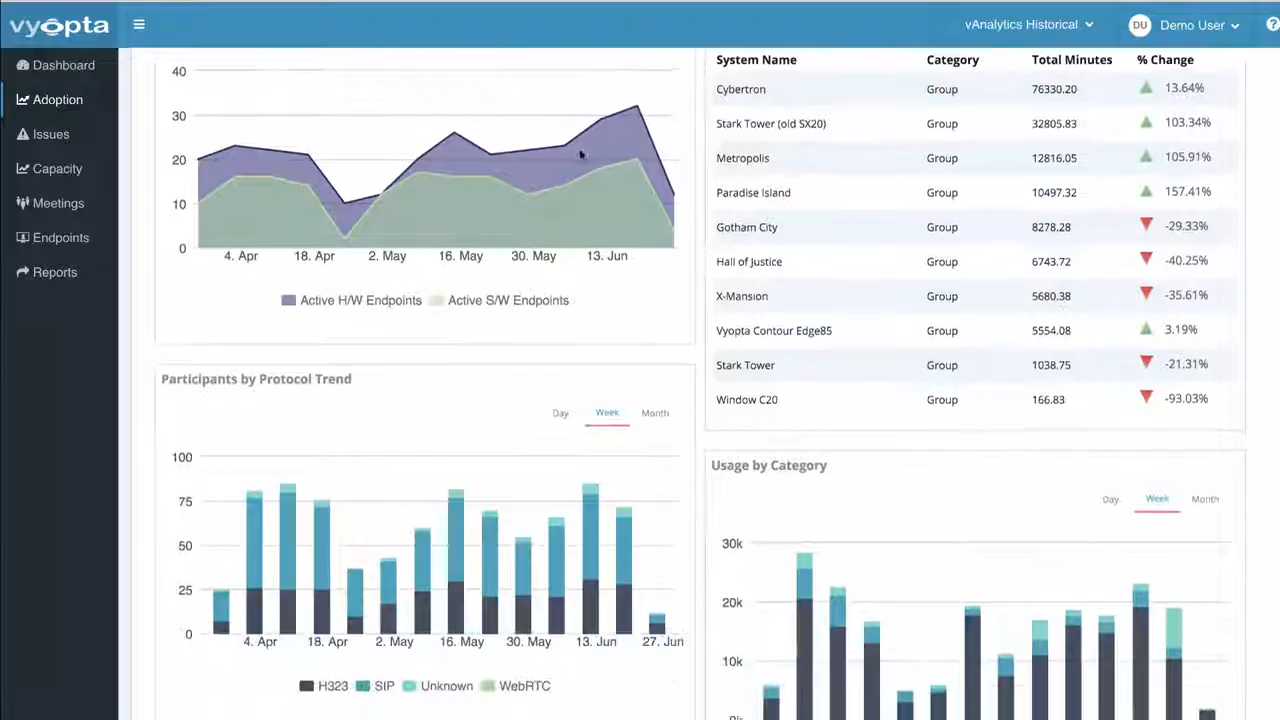 vyopta
vAnalytics Historical
DU Demo User
?
Dashboard
Adoption
Issues
Capacity
Meetings
Endpoints
Reports
40
30
20
10
0
4. Apr 18. Apr 2. May 16. May 30. May 13. Jun
Active H/W Endpoints Active S/W Endpoints
System Name Category Total Minutes % Change
Cybertron Group 76330.20 13.64%
Stark Tower (old SX20) Group 32805.83 103.34%
Metropolis Group 12816.05 105.91%
Paradise Island Group 10497.32 157.41%
Gotham City Group 8278.28 -29.33%
Hall of Justice Group 6743.72 -40.25%
X-Mansion Group 5680.38 -35.61%
Vyopta Contour Edge85 Group 5554.08 3.19%
Stark Tower Group 1038.75 -21.31%
Window C20 Group 166.83 -93.03%
Participants by Protocol Trend
Day Week Month
100
75
50
25
0
4. Apr 18. Apr 2. May 16. May 30. May 13. Jun 27. Jun
H323 SIP Unknown WebRTC
Usage by Category
Day Week Month
30k
20k
10k